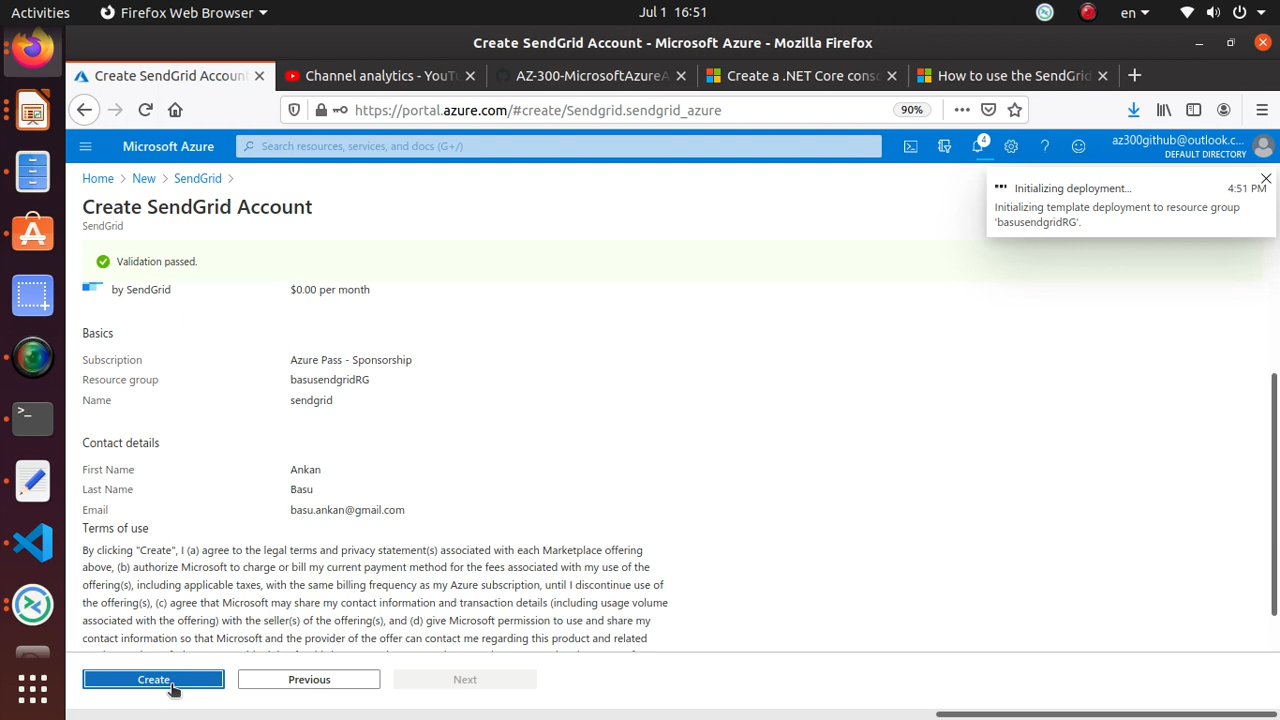 Activities
Firefox Web Browser
Jul 1 16:51
en
Create SendGrid Account - Microsoft Azure - Mozilla Firefox
Create SendGrid Account
Channel analytics - YouT
AZ-300-MicrosoftAzureA
Create a .NET Core conso
How to use the SendGrid
https://portal.azure.com/#create/Sendgrid.sendgrid_azure
90%
Microsoft Azure
Search resources, services, and docs (G+/)
4
az300github@outlook.c...
DEFAULT DIRECTORY
Home > New > SendGrid >
Create SendGrid Account
SendGrid
Initializing deployment...
4:51 PM
Initializing template deployment to resource group
'basusendgridRG'.
Validation passed.
by SendGrid
$0.00 per month
Basics
Subscription
Azure Pass - Sponsorship
Resource group
basusendgridRG
Name
sendgrid
Contact details
First Name
Ankan
Last Name
Basu
Email
basu.ankan@gmail.com
Terms of use
By clicking "Create", I (a) agree to the legal terms and privacy statement(s) associated with each Marketplace offering
above, (b) authorize Microsoft to charge or bill my current payment method for the fees associated with my use of the
offering(s), including applicable taxes, with the same billing frequency as my Azure subscription, until I discontinue use of
the offering(s), (c) agree that Microsoft may share my contact information and transaction details (including usage volume
associated with the offering) with the seller(s) of the offering(s), and (d) give Microsoft permission to use and share my
contact information so that Microsoft and the provider of the offer can contact me regarding this product and related
Create
Previous
Next